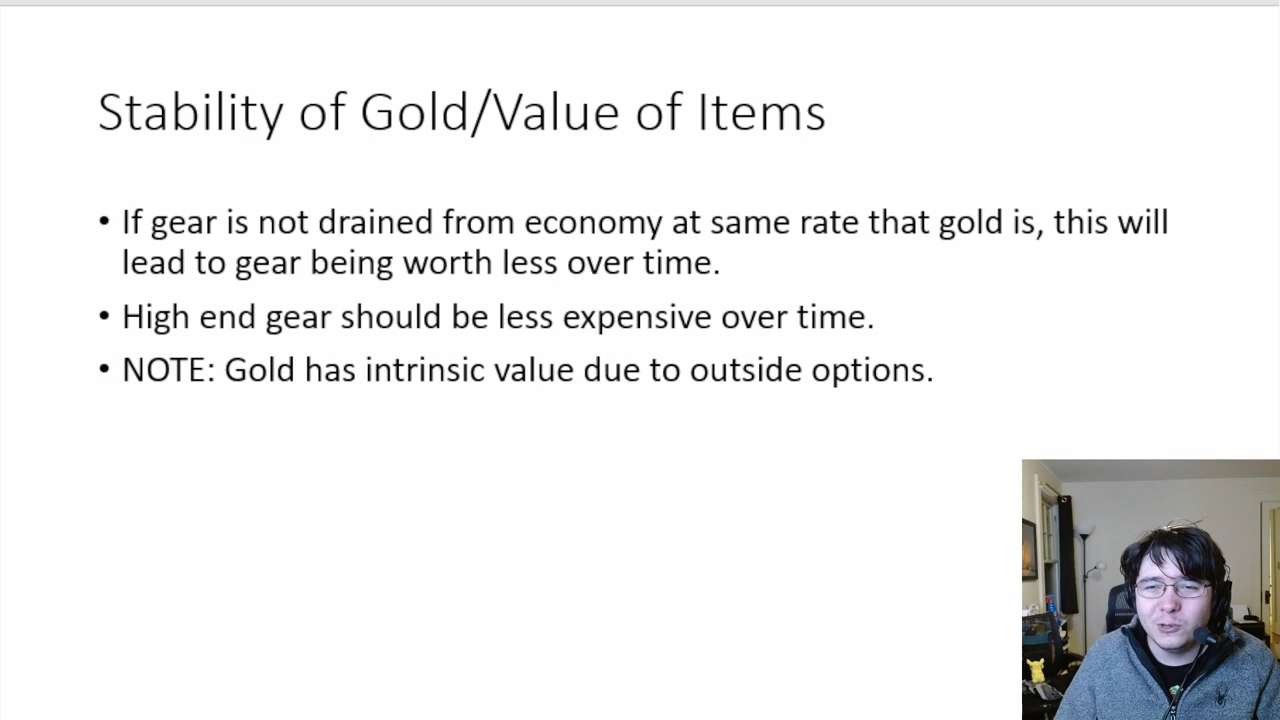 Stability of Gold/Value of Items
• If gear is not drained from economy at same rate that gold is, this will
lead to gear being worth less over time.
• High end gear should be less expensive over time.
• NOTE: Gold has intrinsic value due to outside options.